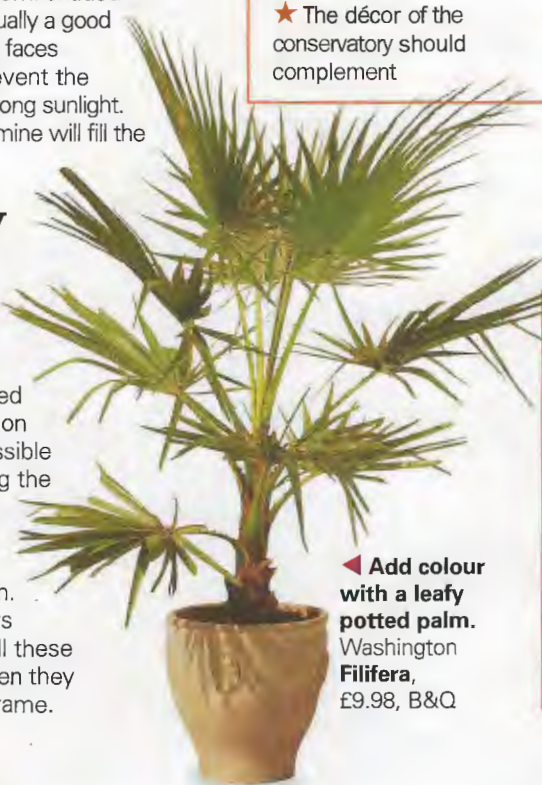 ually a good
faces
event the
ong sunlight.
mine will fill the
y
ed
on
ssible
g the
n.
s
ll these
en they
rame.
★ The décor of the
conservatory should
complement
◀ Add colour
with a leafy
potted palm.
Washington
Filifera,
£9.98, B&Q